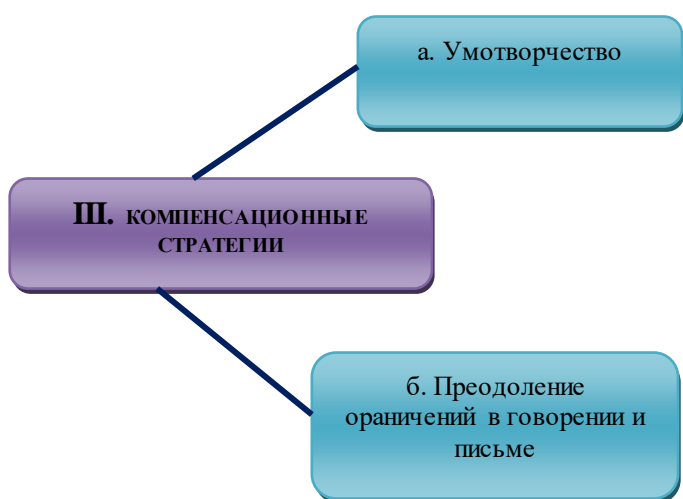 а. Умотворчество
III. КОМПЕНСАЦИОННЫЕ
СТРАТЕГИИ
б. Преодоление
ораничений в говорении и
письме